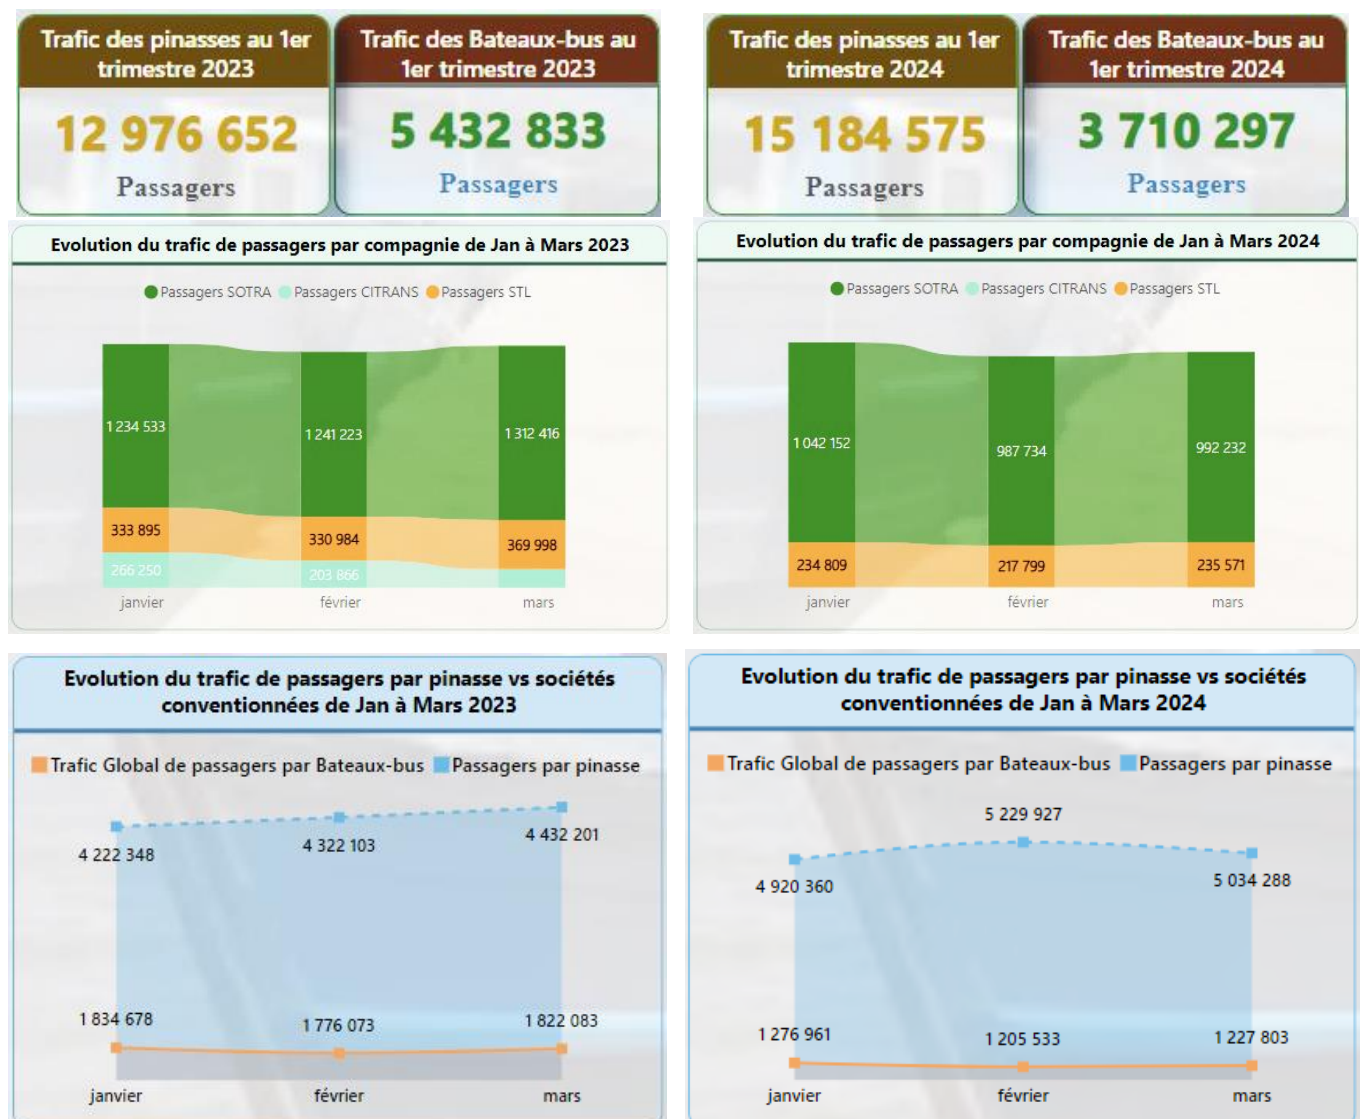 Trafic des pinasses au 1er
trimestre 2023
12 976 652
Passagers
Trafic des Bateaux-bus au
1er trimestre 2023
5 432 833
Passagers
Trafic des pinasses au 1er
trimestre 2024
15 184 575
Passagers
Trafic des Bateaux-bus au
1er trimestre 2024
3 710 297
Passagers
Evolution du trafic de passagers par compagnie de Jan à Mars 2023
Passagers SOTRA Passagers CITRANS Passagers STL
1 234 533
1 241 223
1 312 416
333 895
330 984
369 998
266 250
203 866
janvier février mars
Evolution du trafic de passagers par compagnie de Jan à Mars 2024
Passagers SOTRA Passagers CITRANS Passagers STL
1 042 152
987 734
992 232
234 809
217 799
235 571
janvier février mars
Evolution du trafic de passagers par pinasse vs sociétés
conventionnées de Jan à Mars 2023
Trafic Global de passagers par Bateaux-bus Passagers par pinasse
4 222 348
4 322 103
4 432 201
1 834 678
1 776 073
1 822 083
janvier février mars
Evolution du trafic de passagers par pinasse vs sociétés
conventionnées de Jan à Mars 2024
Trafic Global de passagers par Bateaux-bus Passagers par pinasse
4 920 360
5 229 927
5 034 288
1 276 961
1 205 533
1 227 803
janvier février mars